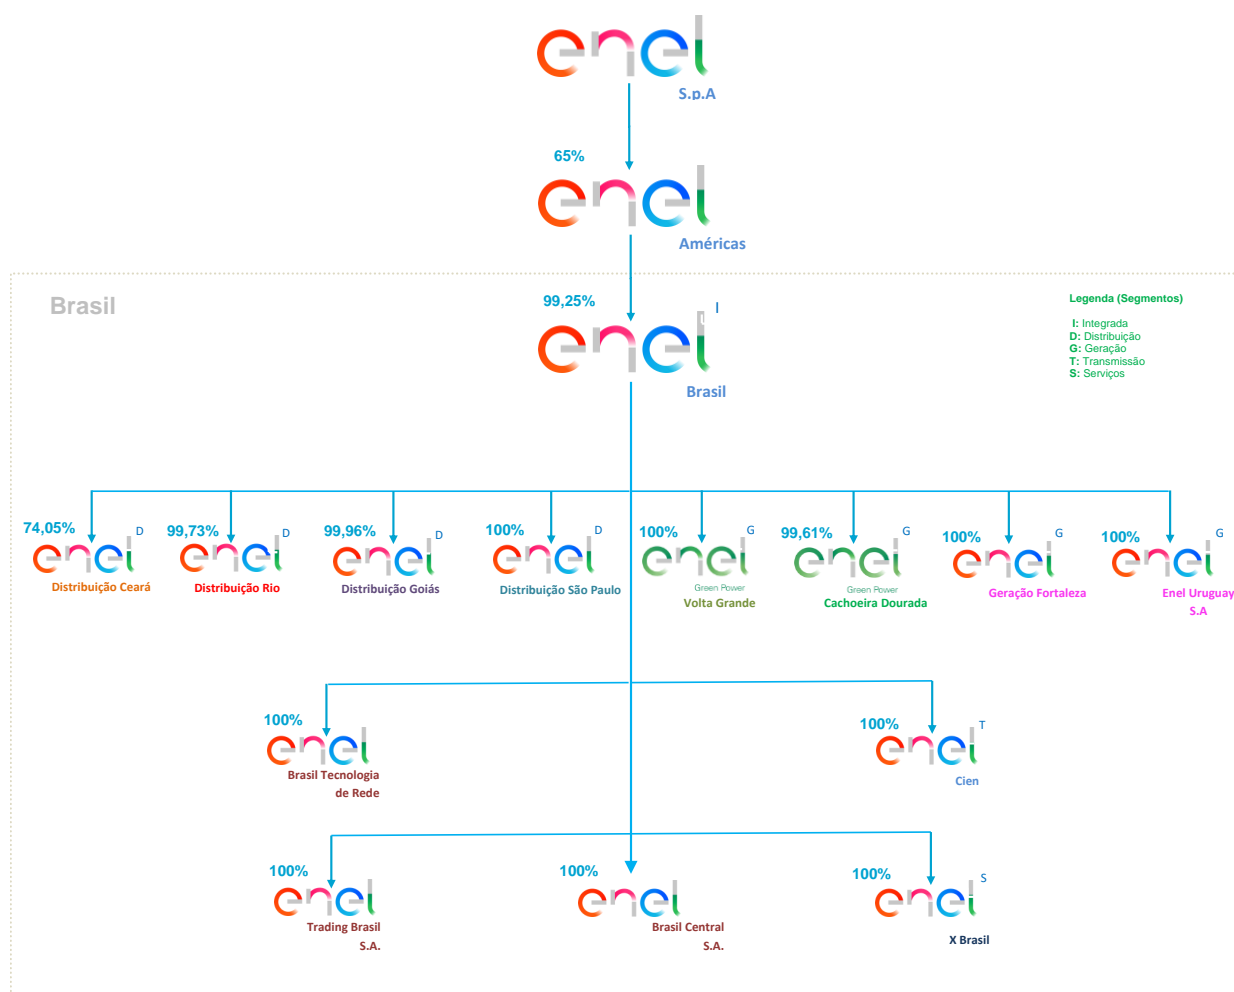 enel
S.p.A
65%
enel
Américas
Brasil
99,25%
I
enel
Brasil
Legenda (Segmentos)
I: Integrada
D: Distribuição
G: Geração
T: Transmissão
S: Serviços
74,05%
D
enel
Distribuição Ceará
99,73%
D
enel
Distribuição Rio
99,96%
D
enel
Distribuição Goiás
100%
D
enel
Distribuição São Paulo
100%
G
enel
Green Power
Volta Grande
99,61%
G
enel
Green Power
Cachoeira Dourada
100%
G
enel
Geração Fortaleza
100%
G
enel
Enel Uruguay
S.A
100%
enel
Brasil Tecnologia
de Rede
100%
T
enel
Cien
100%
enel
Trading Brasil
S.A.
100%
enel
Brasil Central
S.A.
100%
S
enel
X Brasil